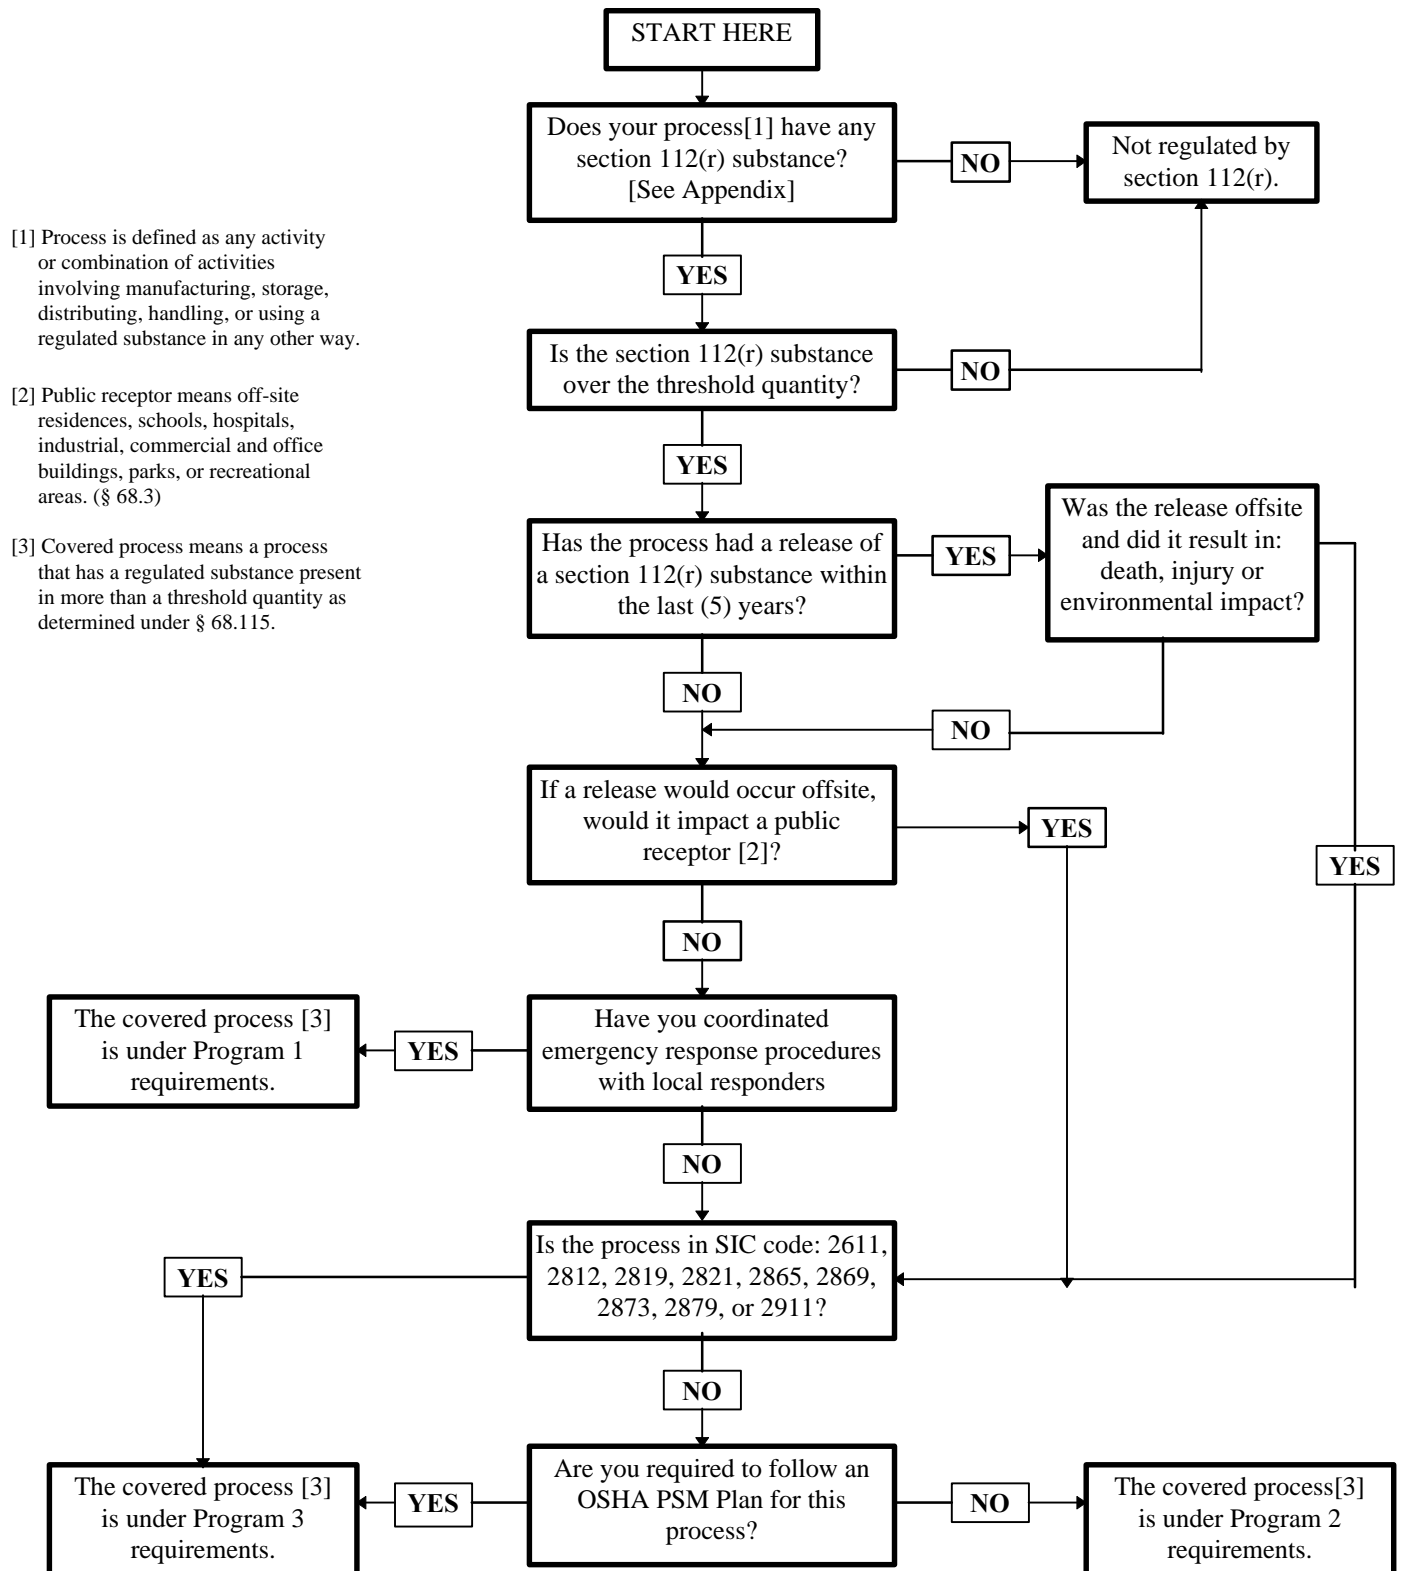 START HERE
Does your process[1] have any
section 112(r) substance?
[See Appendix]
NO
Not regulated by
section 112(r).
[1] Process is defined as any activity
or combination of activities
involving manufacturing, storage,
distributing, handling, or using a
regulated substance in any other way.
YES
Is the section 112(r) substance
over the threshold quantity?
NO
[2] Public receptor means off-site
residences, schools, hospitals,
industrial, commercial and office
buildings, parks, or recreational
areas. (§ 68.3)
YES
[3] Covered process means a process
that has a regulated substance present
in more than a threshold quantity as
determined under § 68.115.
Has the process had a release of
a section 112(r) substance within
the last (5) years?
YES
Was the release offsite
and did it result in:
death, injury or
environmental impact?
NO
NO
If a release would occur offsite,
would it impact a public
receptor [2]?
YES
YES
NO
Have you coordinated
emergency response procedures
with local responders
YES
The covered process [3]
is under Program 1
requirements.
NO
Is the process in SIC code: 2611,
2812, 2819, 2821, 2865, 2869,
2873, 2879, or 2911?
YES
NO
Are you required to follow an
OSHA PSM Plan for this
process?
YES
The covered process [3]
is under Program 3
requirements.
NO
The covered process[3]
is under Program 2
requirements.